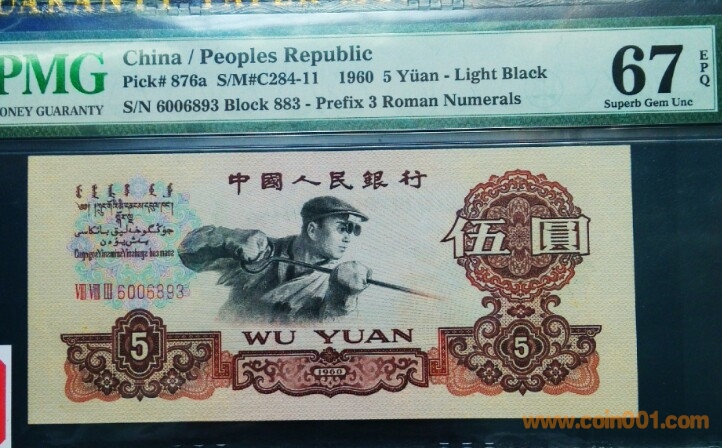 PMG
China / Peoples Republic
Pick# 876a S/M#C284-11 1960 5 Yüan - Light Black
S/N 6006893 Block 883 - Prefix 3 Roman Numerals
67
EPQ
Superb Gem Unc
ONEY GUARANTY
中國人民銀行
伍圓
VIII VIII III 6006893
WU YUAN
5
1960
5
www.coin001.com